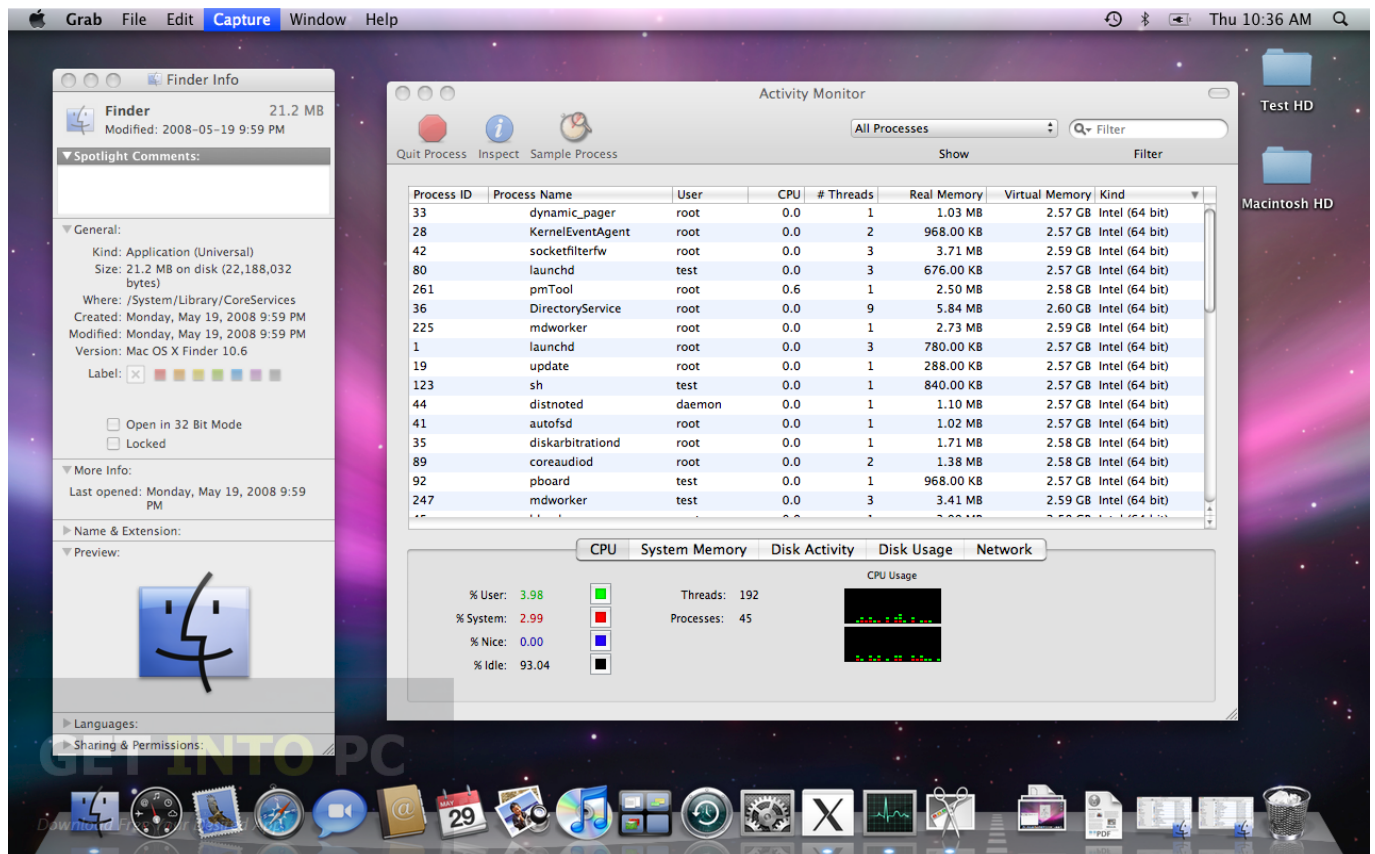 Grab File Edit Capture Window Help Thu 10:36 AM
Finder Info
Finder 21.2 MB
Modified: 2008-05-19 9:59 PM
Spotlight Comments:
General:
Kind: Application (Universal)
Size: 21.2 MB on disk (22,188,032
bytes)
Where: /System/Library/CoreServices
Created: Monday, May 19, 2008 9:59 PM
Modified: Monday, May 19, 2008 9:59 PM
Version: Mac OS X Finder 10.6
Label:
Open in 32 Bit Mode
Locked
More Info:
Last opened: Monday, May 19, 2008 9:59
PM
Name & Extension:
Preview:
Languages:
Sharing & Permissions:
Activity Monitor
Quit Process Inspect Sample Process
All Processes Filter
Show Filter
Process ID Process Name User CPU # Threads Real Memory Virtual Memory Kind
33 dynamic_pager root 0.0 1 1.03 MB 2.57 GB Intel (64 bit)
28 KernelEventAgent root 0.0 2 968.00 KB 2.57 GB Intel (64 bit)
42 socketfilterfw root 0.0 3 3.71 MB 2.59 GB Intel (64 bit)
80 launchd test 0.0 3 676.00 KB 2.57 GB Intel (64 bit)
261 pmTool root 0.6 1 2.50 MB 2.58 GB Intel (64 bit)
36 DirectoryService root 0.0 9 5.84 MB 2.60 GB Intel (64 bit)
225 mdworker root 0.0 1 2.73 MB 2.59 GB Intel (64 bit)
1 launchd root 0.0 3 780.00 KB 2.57 GB Intel (64 bit)
19 update root 0.0 1 288.00 KB 2.57 GB Intel (64 bit)
123 sh test 0.0 1 840.00 KB 2.57 GB Intel (64 bit)
44 distnoted daemon 0.0 1 1.10 MB 2.57 GB Intel (64 bit)
41 autofsd root 0.0 1 1.02 MB 2.57 GB Intel (64 bit)
35 diskarbitrationd root 0.0 1 1.71 MB 2.58 GB Intel (64 bit)
89 coreaudiod root 0.0 2 1.38 MB 2.58 GB Intel (64 bit)
92 pboard test 0.0 1 968.00 KB 2.57 GB Intel (64 bit)
247 mdworker test 0.0 3 3.41 MB 2.59 GB Intel (64 bit)
CPU System Memory Disk Activity Disk Usage Network
CPU Usage
% User: 3.98 Threads: 192
% System: 2.99 Processes: 45
% Nice: 0.00
% Idle: 93.04
Test HD
Macintosh HD
GET INTO PC
Download Free Your Desired App
MAY
29
PDF